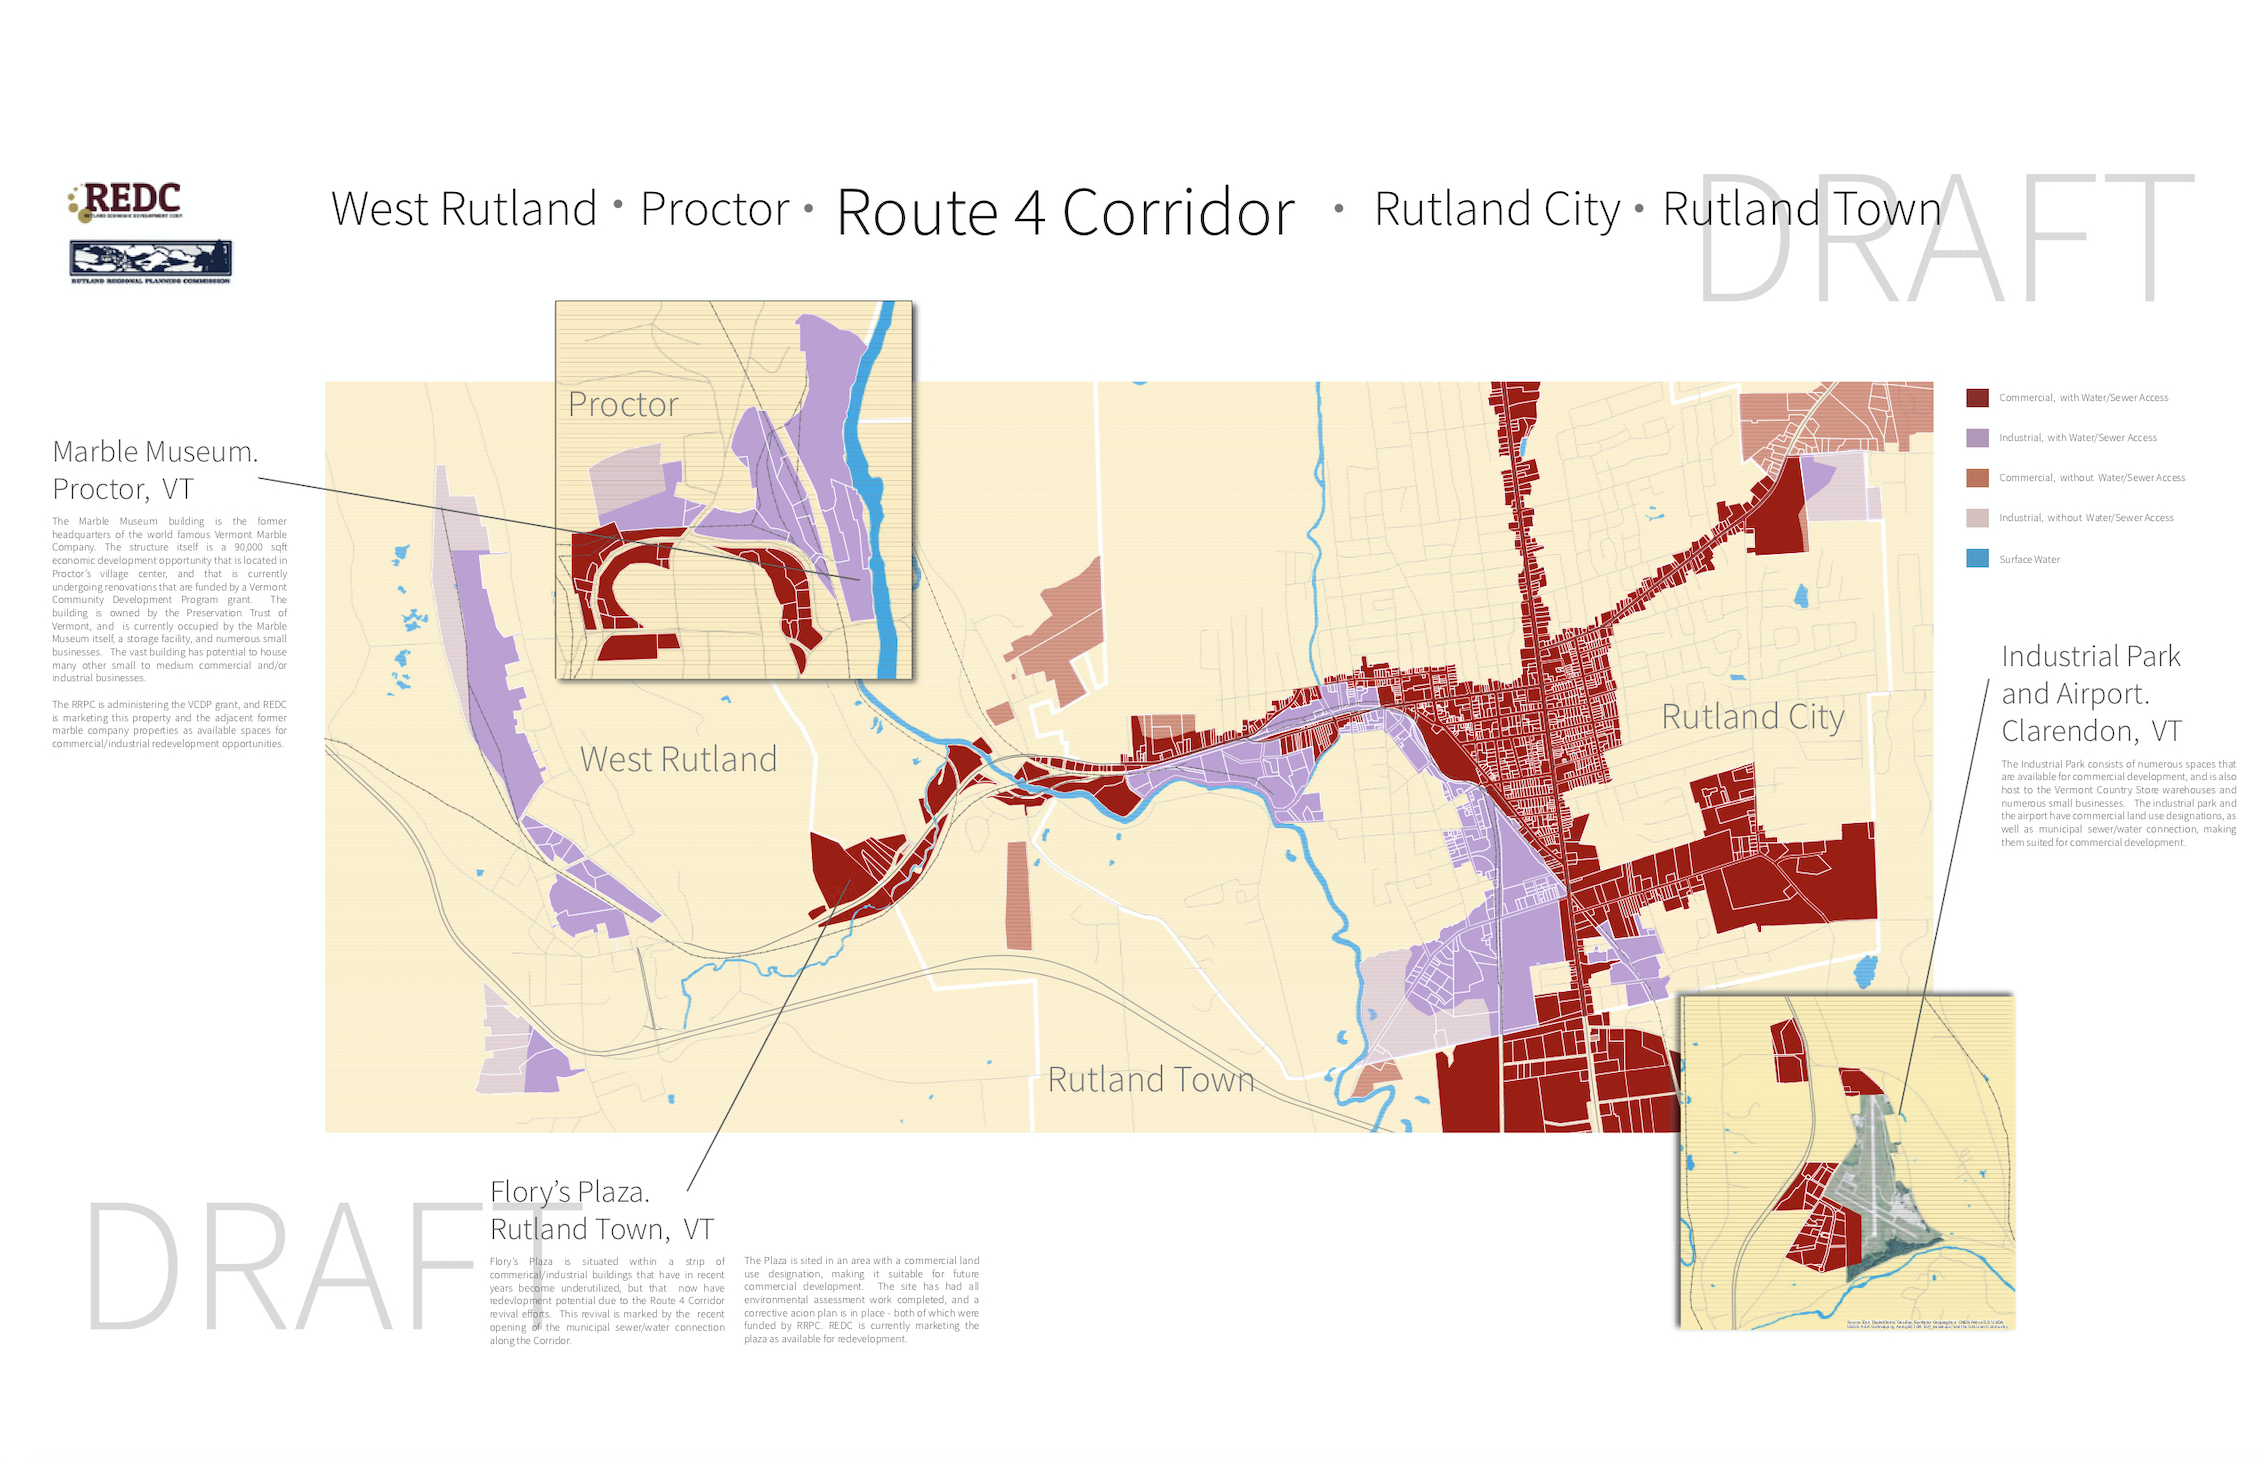 REDC
RUTLAND ECONOMIC DEVELOPMENT CORP.
RUTLAND REGIONAL PLANNING COMMISSION
West Rutland • Proctor • Route 4 Corridor • Rutland City • Rutland Town
DRAFT
Marble Museum.
Proctor, VT
The Marble Museum building is the former
headquarters of the world famous Vermont Marble
Company. The structure itself is a 90,000 sqft
economic development opportunity that is located in
Proctor's village center, and that is currently
undergoing renovations that are funded by a Vermont
Community Development Program grant. The
building is owned by the Preservation Trust of
Vermont, and is currently occupied by the Marble
Museum itself, a storage facility, and numerous small
businesses. The vast building has potential to house
many other small to medium commercial and/or
industrial businesses.
The RRPC is administering the VCDP grant, and REDC
is marketing this property and the adjacent former
marble company properties as available spaces for
commercial/industrial redevelopment opportunities.
Proctor
West Rutland
Rutland City
Rutland Town
Commercial, with Water/Sewer Access
Industrial, with Water/Sewer Access
Commercial, without Water/Sewer Access
Industrial, without Water/Sewer Access
Surface Water
Industrial Park
and Airport.
Clarendon, VT
The Industrial Park consists of numerous spaces that
are available for commercial development, and is also
host to the Vermont Country Store warehouses and
numerous small businesses. The industrial park and
the airport have commercial land use designations, as
well as municipal sewer/water connection, making
them suited for commercial development.
DRAFT
Flory's Plaza.
Rutland Town, VT
Flory's Plaza is situated within a strip of
commerical/industrial buildings that have in recent
years become underutilized, but that now have
redevlopment potential due to the Route 4 Corridor
revival efforts. This revival is marked by the recent
opening of the municipal sewer/water connection
along the Corridor.
The Plaza is sited in an area with a commercial land
use designation, making it suitable for future
commercial development. The site has had all
environmental assessment work completed, and a
corrective acion plan is in place - both of which were
funded by RRPC. REDC is currently marketing the
plaza as available for redevelopment.